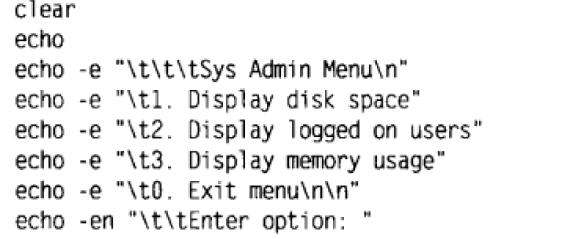 clear
echo
echo -e "\t\t\tSys Admin Menu\n"
echo -e "\t1. Display disk space"
echo -e "\t2. Display logged on users"
echo -e "\t3. Display memory usage"
echo -e "\t0. Exit menu\n\n"
echo -en "\t\tEnter option: "